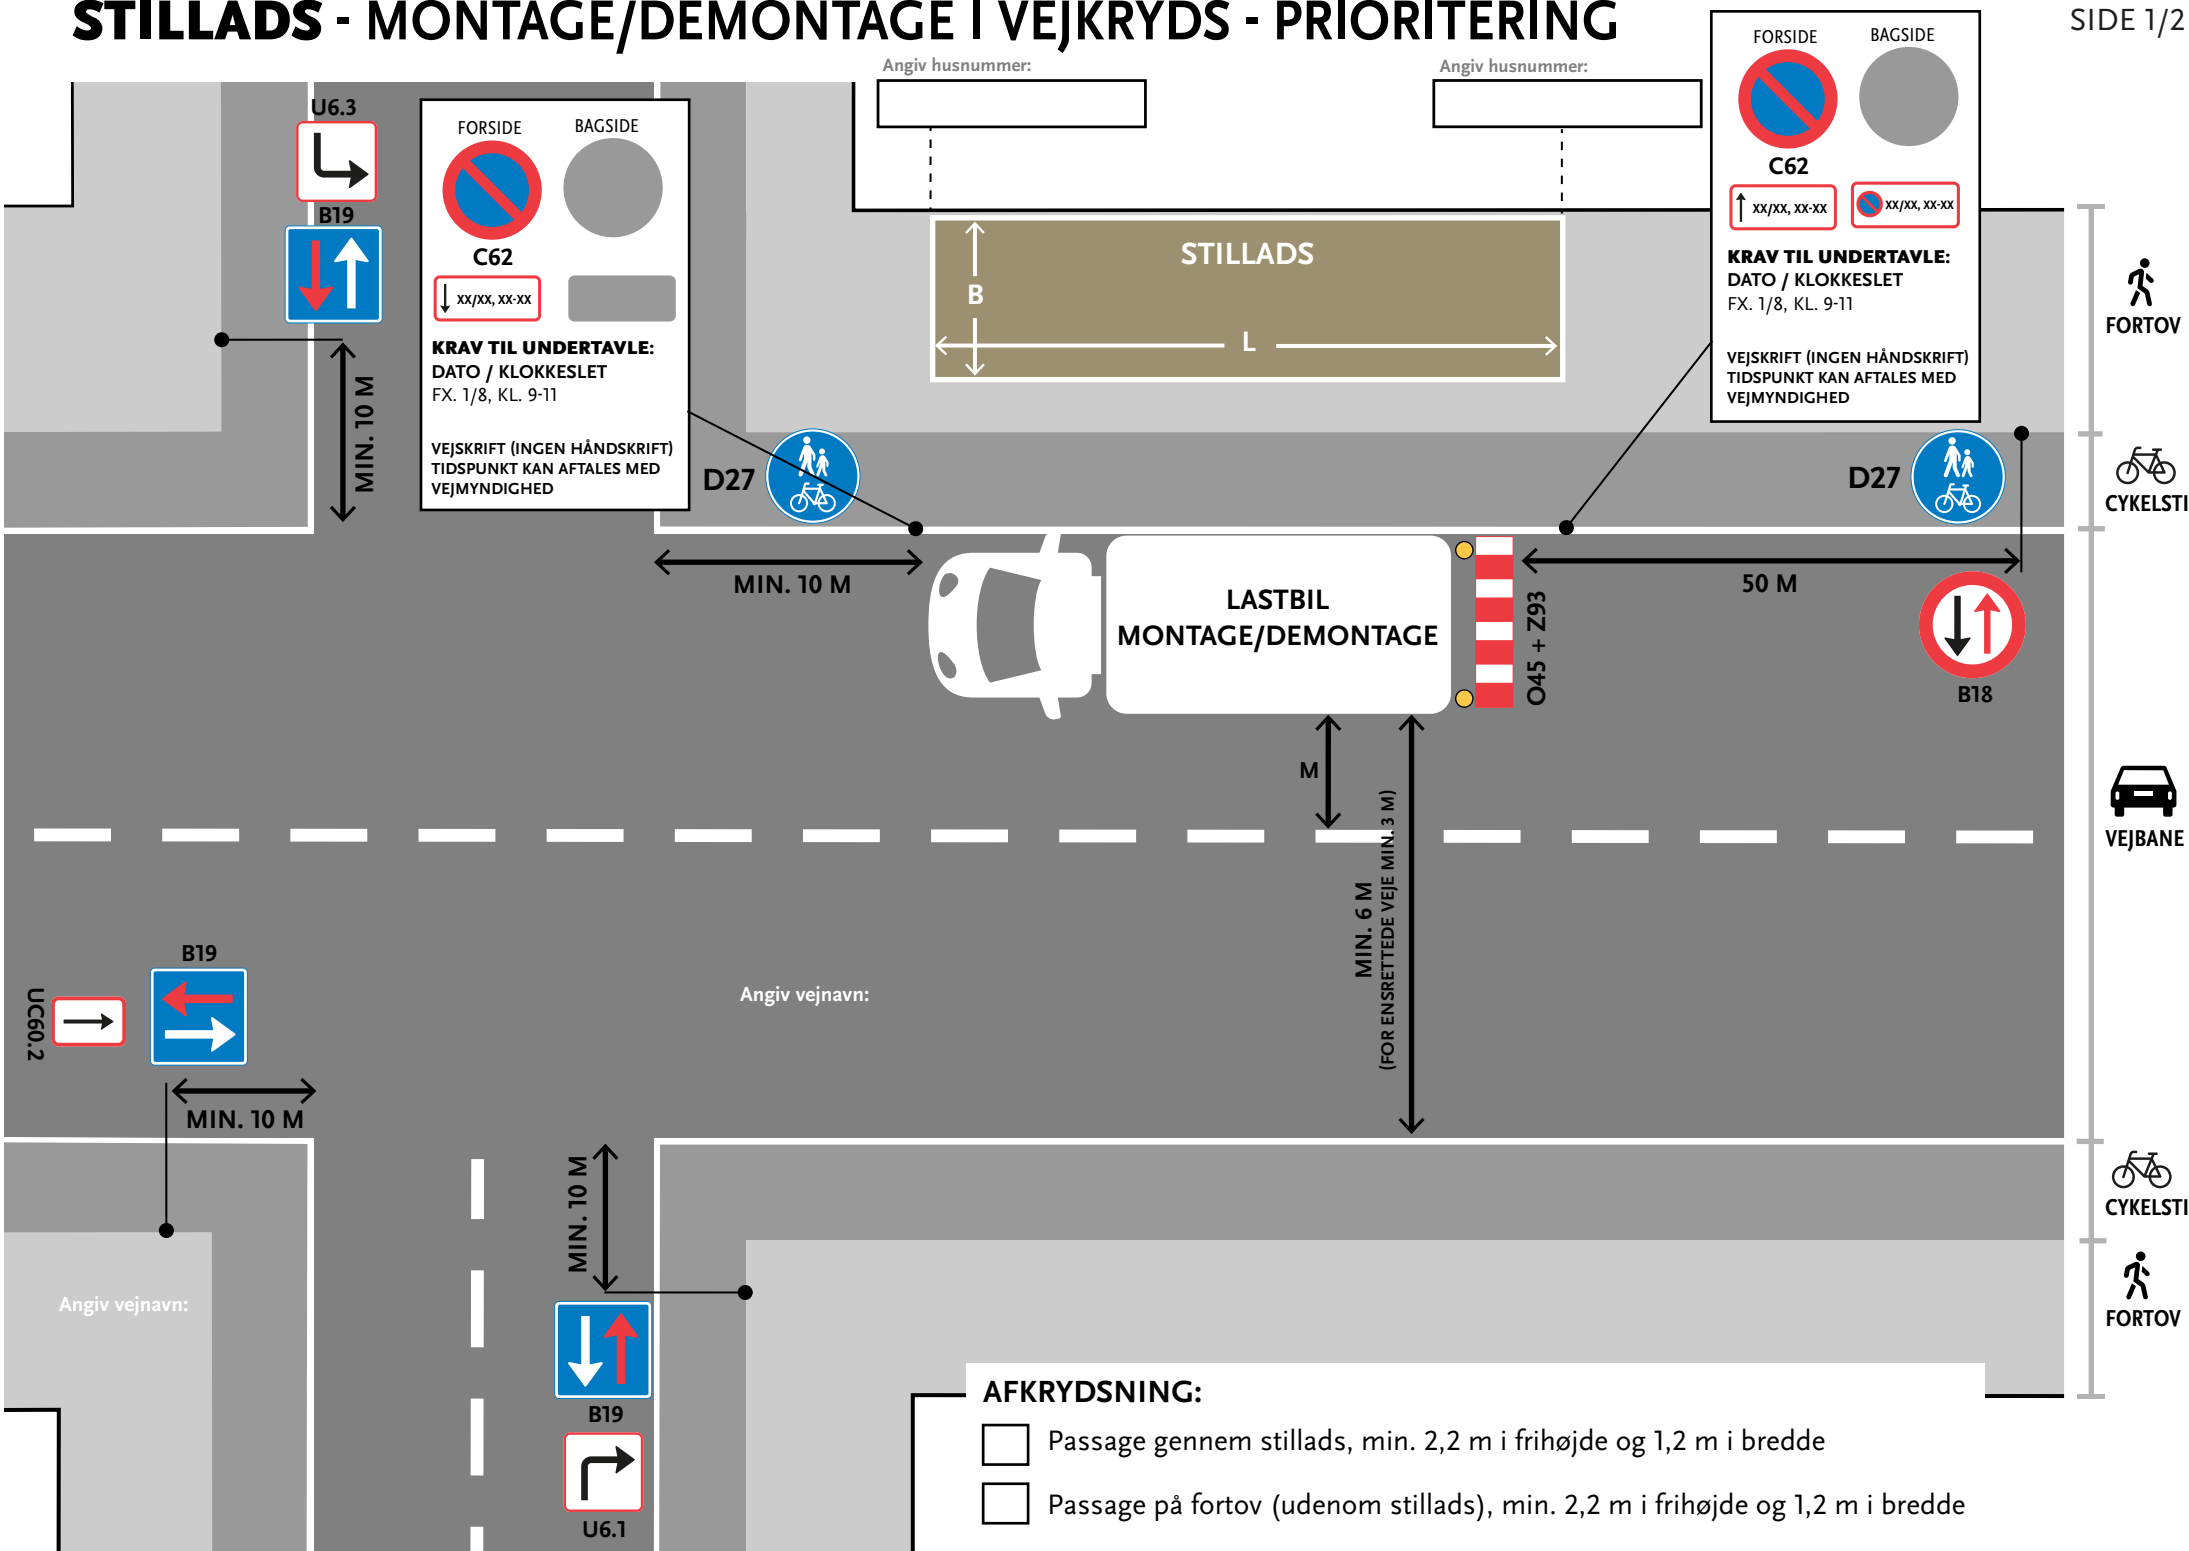 STILLADS - MONTAGE/DEMONTAGE I VEJKRYDS - PRIORITERING
SIDE 1/2
Angiv husnummer:
Angiv husnummer:
U6.3
B19
MIN. 10 M
FORSIDE
BAGSIDE
C62
xx/xx, xx-xx
KRAV TIL UNDERTAVLE:
DATO / KLOKKESLET
FX. 1/8, KL. 9-11
VEJSKRIFT (INGEN HÅNDSKRIFT)
TIDSPUNKT KAN AFTALES MED
VEJMYNDIGHED
FORSIDE
BAGSIDE
C62
xx/xx, xx-xx
xx/xx, xx-xx
KRAV TIL UNDERTAVLE:
DATO / KLOKKESLET
FX. 1/8, KL. 9-11
VEJSKRIFT (INGEN HÅNDSKRIFT)
TIDSPUNKT KAN AFTALES MED
VEJMYNDIGHED
STILLADS
B
L
FORTOV
D27
D27
CYKELSTI
MIN. 10 M
LASTBIL
MONTAGE/DEMONTAGE
O45 + Z93
50 M
B18
M
MIN. 6 M
(FOR ENSRETTEDE VEJE MIN. 3 M)
VEJBANE
B19
UC60.2
MIN. 10 M
Angiv vejnavn:
MIN. 10 M
CYKELSTI
Angiv vejnavn:
FORTOV
B19
U6.1
AFKRYDSNING:
Passage gennem stillads, min. 2,2 m i frihøjde og 1,2 m i bredde
Passage på fortov (udenom stillads), min. 2,2 m i frihøjde og 1,2 m i bredde